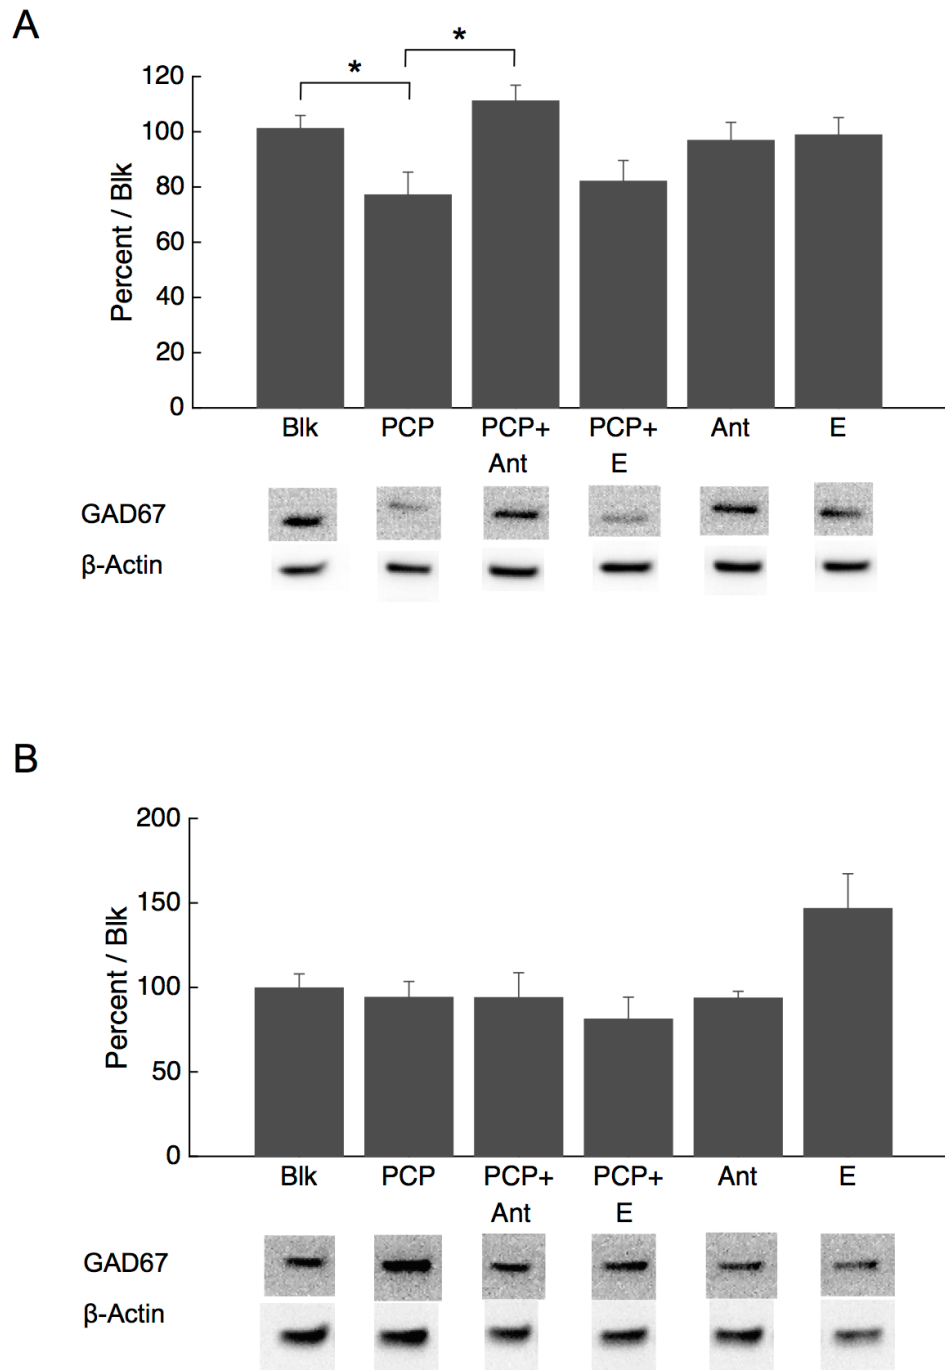 A
* *
120
100
80
60
40
20
0
Percent / Blk
Blk PCP PCP+ PCP+ Ant E
Ant E
GAD67
β-Actin
B
200
150
100
50
0
Percent / Blk
Blk PCP PCP+ PCP+ Ant E
Ant E
GAD67
β-Actin